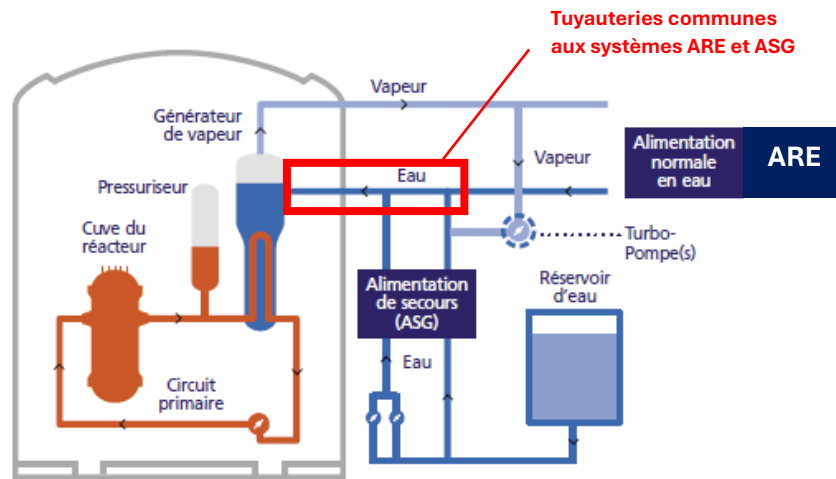 Tuyauteries communes
aux systèmes ARE et ASG
Vapeur
Générateur
de vapeur
Alimentation
normale
en eau
ARE
Vapeur
Eau
Pressuriseur
Cuve du
réacteur
Turbo-
Pompe(s)
Alimentation
de secours
(ASG)
Réservoir
d'eau
Eau
Circuit
primaire